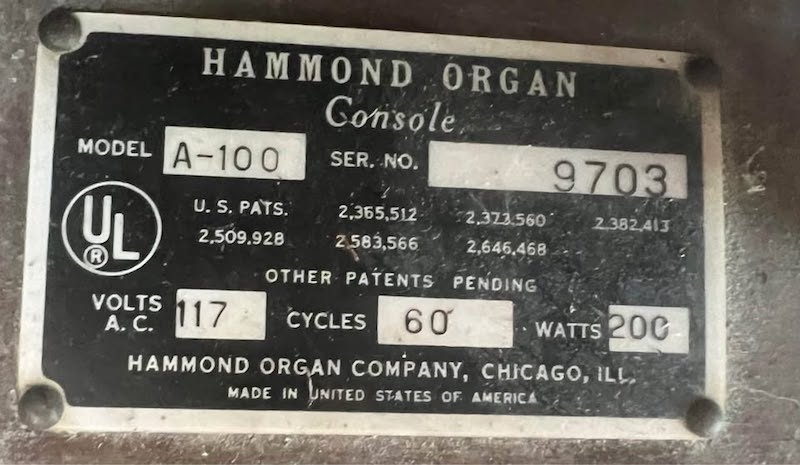 HAMMOND ORGAN
Console
MODEL A-100 SER. NO. 9703
UL ®
U. S. PATS. 2,365,512 2,373,560 2,382,413
2,509,928 2,583,566 2,646,468
OTHER PATENTS PENDING
VOLTS A. C. 117 CYCLES 60 WATTS 200
HAMMOND ORGAN COMPANY, CHICAGO, ILL.
MADE IN UNITED STATES OF AMERICA